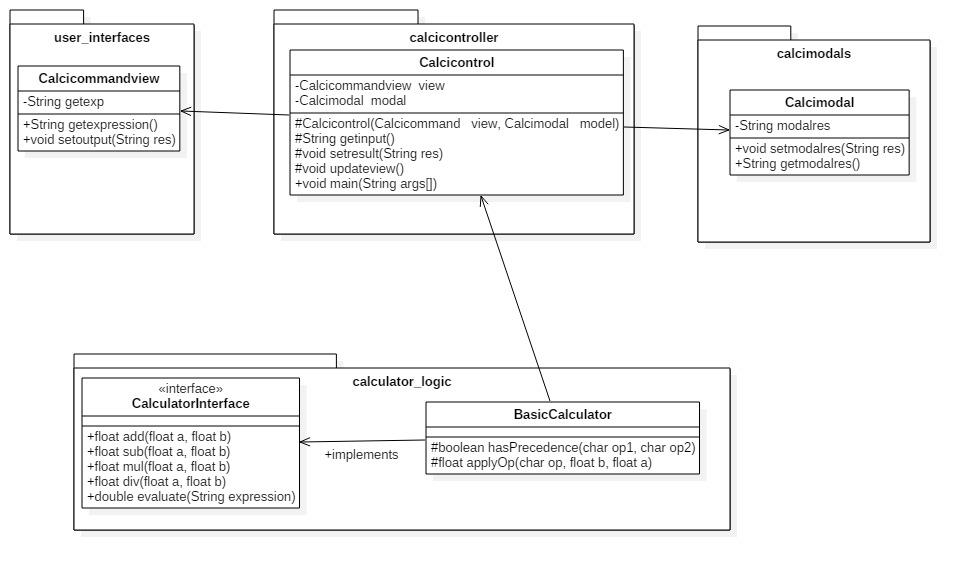 user_interfaces
Calcicommandview
-String getexp
+String getexpression()
+void setoutput(String res)
calcicontroller
Calcicontrol
-Calcicommandview view
-Calcimodal modal
#Calcicontrol(Calcicommand view, Calcimodal model)
#String getinput()
#void setresult(String res)
#void updateview()
+void main(String args[])
calcimodals
Calcimodal
-String modalres
+void setmodalres(String res)
+String getmodalres()
calculator_logic
«interface»
CalculatorInterface
+float add(float a, float b)
+float sub(float a, float b)
+float mul(float a, float b)
+float div(float a, float b)
+double evaluate(String expression)
+implements
BasicCalculator
#boolean hasPrecedence(char op1, char op2)
#float applyOp(char op, float b, float a)